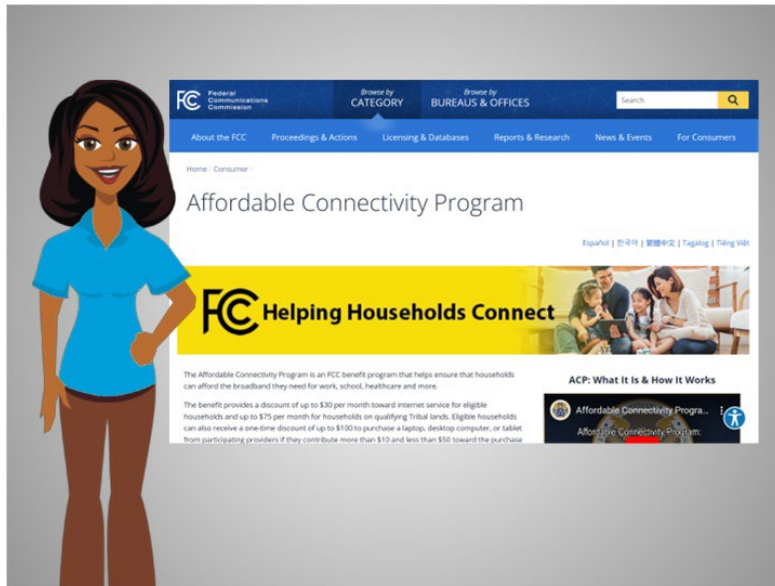 FC Federal Communications Commission
Browse by CATEGORY
Browse by BUREAUS & OFFICES
Search
About the FCC Proceedings & Actions Licensing & Databases Reports & Research News & Events For Consumers
Home / Consumer /
Affordable Connectivity Program
Español | 한국어 | 繁體中文 | Tagalog | Tiếng Việt
FC Helping Households Connect
The Affordable Connectivity Program is an FCC benefit program that helps ensure that households
can afford the broadband they need for work, school, healthcare and more.
The benefit provides a discount of up to $30 per month toward internet service for eligible
households and up to $75 per month for households on qualifying Tribal lands. Eligible households
can also receive a one-time discount of up to $100 to purchase a laptop, desktop computer, or tablet
from participating providers if they contribute more than $10 and less than $50 toward the purchase
ACP: What It Is & How It Works
Affordable Connectivity Progra...
Affordable Connectivity Program: